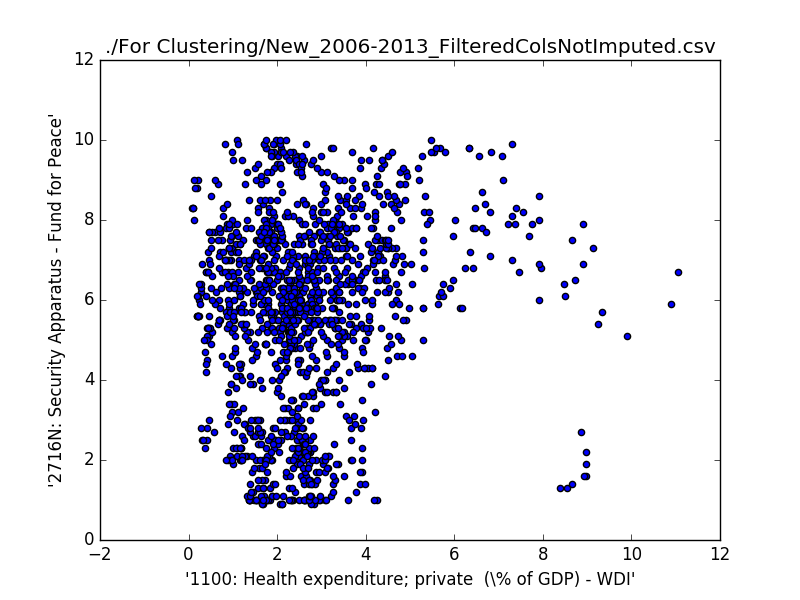 ./For Clustering/New_2006-2013_FilteredColsNotImputed.csv
12
10
8
6
4
2
0
'2716N: Security Apparatus - Fund for Peace'
−2 0 2 4 6 8 10 12
'1100: Health expenditure; private  (\% of GDP) - WDI'